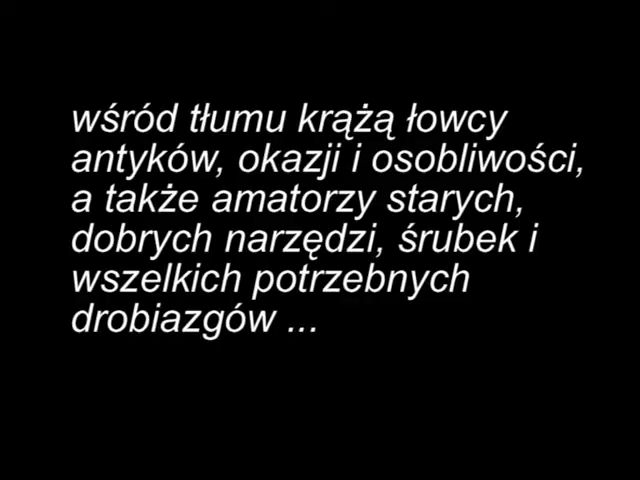 wśród tłumu krążą łowcy
antyków, okazji i osobliwości,
a także amatorzy starych,
dobrych narzędzi, śrubek i
wszelkich potrzebnych
drobiazgów ...